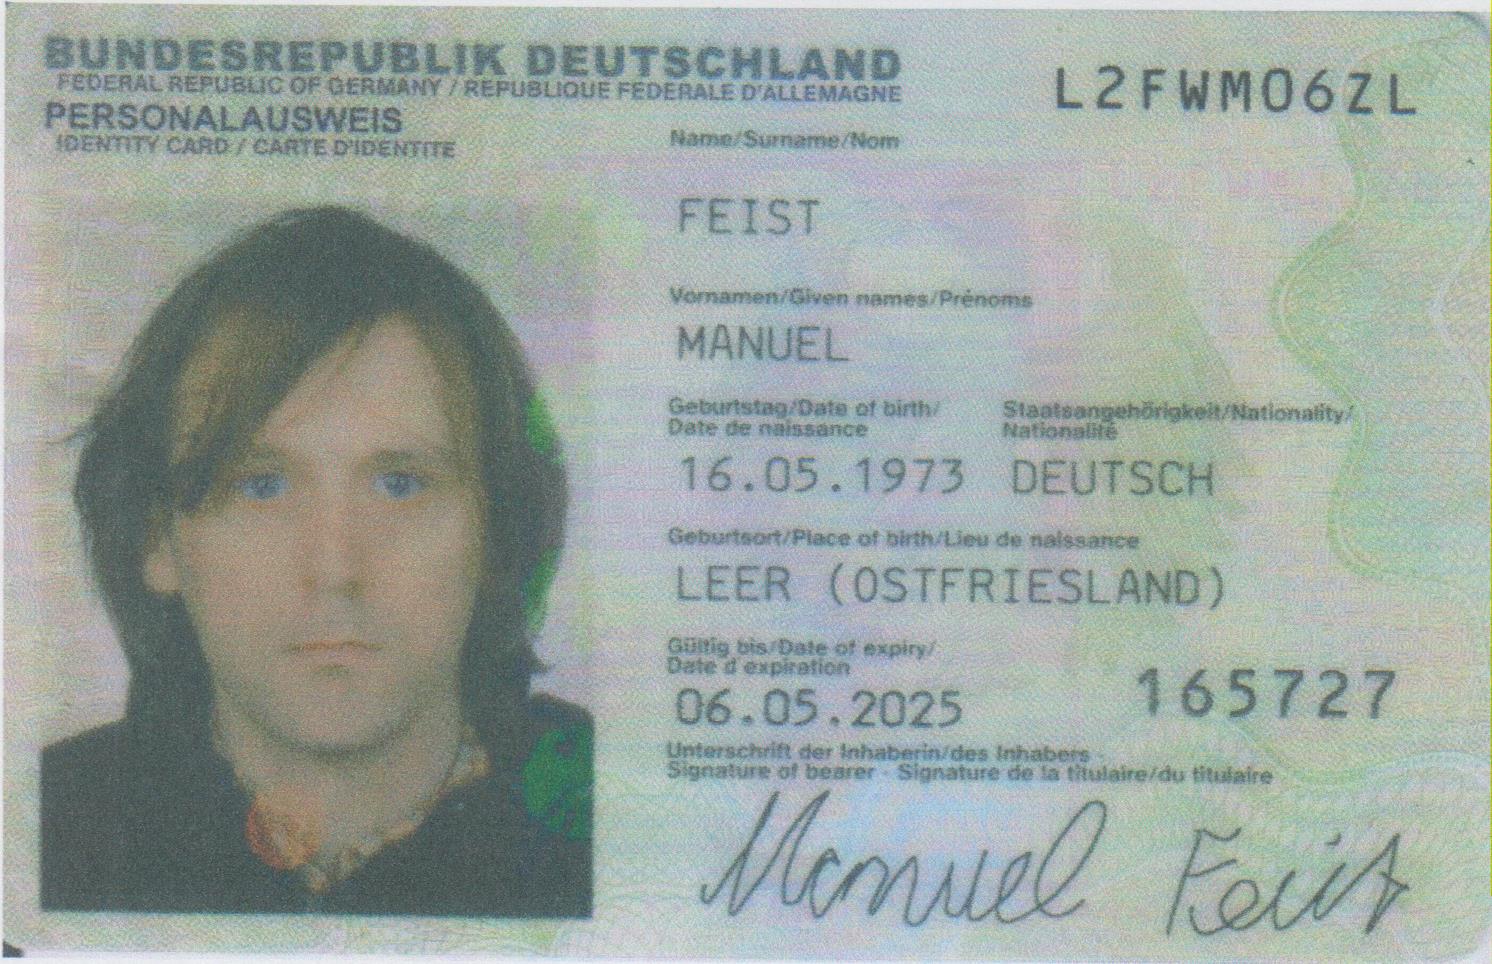 BUNDESREPUBLIK DEUTSCHLAND
FEDERAL REPUBLIC OF GERMANY / REPUBLIQUE FEDERALE D'ALLEMAGNE
PERSONALAUSWEIS
IDENTITY CARD / CARTE D'IDENTITE
L2FWM06ZL
Name/Surname/Nom
FEIST
Vornamen/Given names/Prénoms
MANUEL
Geburtstag/Date of birth/
Date de naissance
Staatsangehörigkeit/Nationality/
Nationalité
16.05.1973 DEUTSCH
Geburtsort/Place of birth/Lieu de naissance
LEER (OSTFRIESLAND)
Gültig bis/Date of expiry/
Date d expiration
06.05.2025
165727
Unterschrift der Inhaberin/des Inhabers -
Signature of bearer - Signature de la titulaire/du titulaire
Manuel Feist